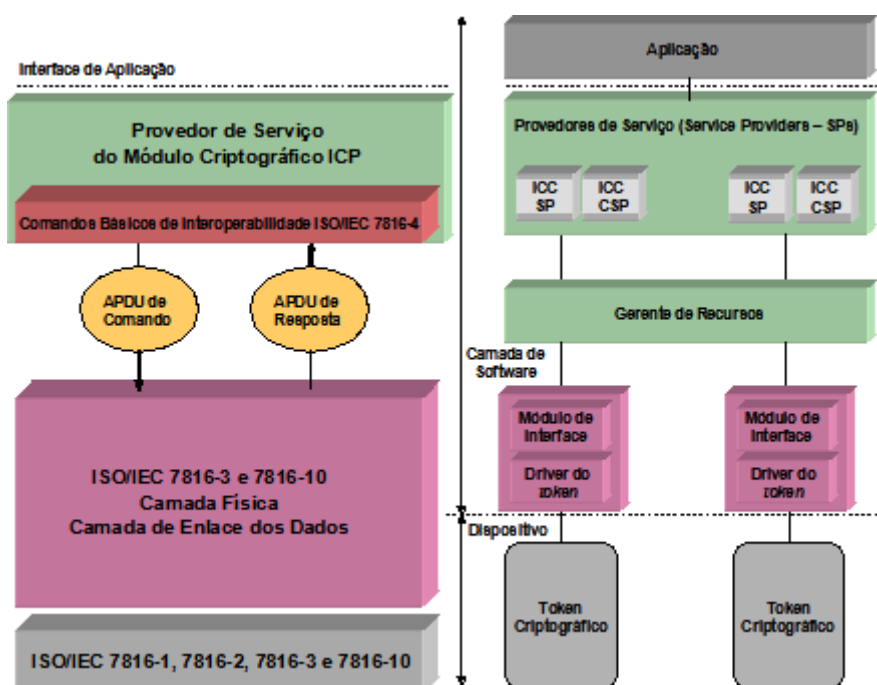 Interface de Aplicação
Provedor de Serviço
do Módulo Criptográfico ICP
Comandos Básicos de Interoperabilidade ISO/IEC 7816-4
APDU de
Comando
APDU de
Resposta
ISO/IEC 7816-3 e 7816-10
Camada Física
Camada de Enlace dos Dados
ISO/IEC 7816-1, 7816-2, 7816-3 e 7816-10
Aplicação
Provedores de Serviço (Service Providers – SPs)
ICC
SP
ICC
CSP
ICC
SP
ICC
CSP
Gerente de Recursos
Camada de
Software
Módulo de
Interface
Driver do
token
Módulo de
Interface
Driver do
token
Dispositivo
Token
Criptográfico
Token
Criptográfico